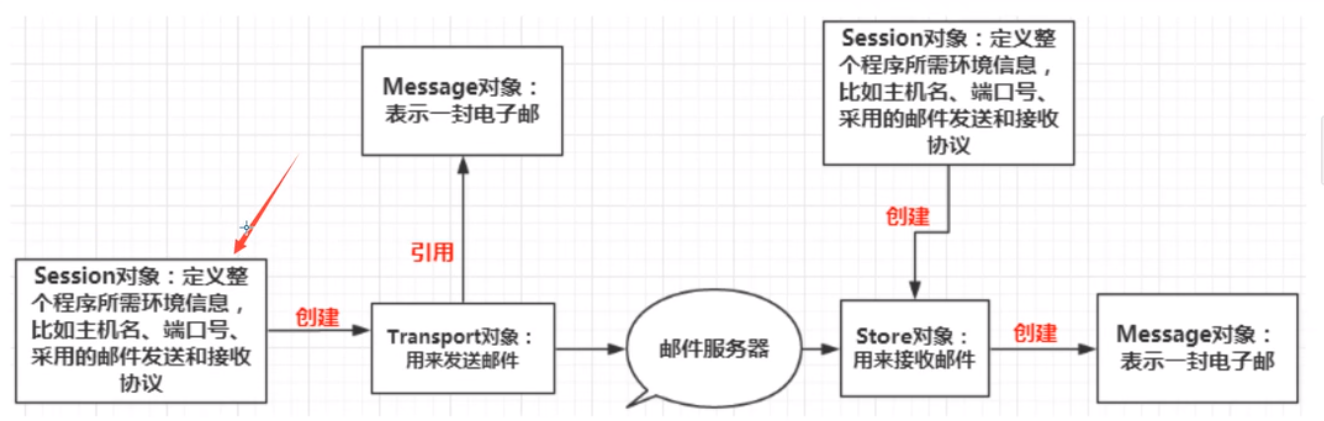 Message对象：
表示一封电子邮
Session对象：定义整
个程序所需环境信息，
比如主机名、端口号、
采用的邮件发送和接收
协议
创建
引用
Session对象：定义整
个程序所需环境信息，
比如主机名、端口号、
采用的邮件发送和接收
协议
创建
Transport对象：
用来发送邮件
邮件服务器
Store对象：
用来接收邮件
创建
Message对象：
表示一封电子邮